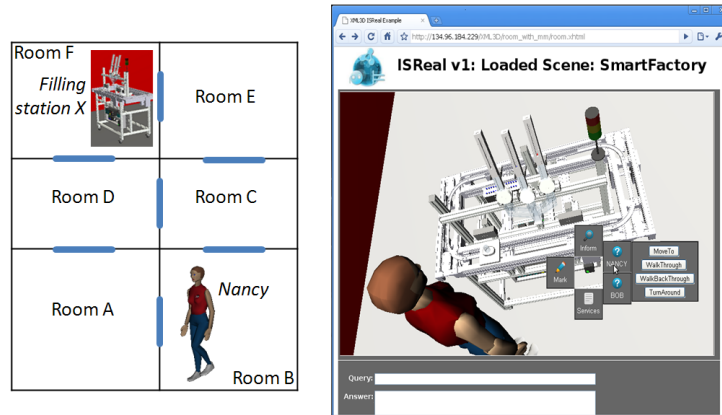 Room F
Filling
station X
Room E
Room D
Room C
Room A
Nancy
Room B
XML3D ISReal Example
http://134.96.184.229/XML3D/room_with_mm/room.xhtml
ISReal v1: Loaded Scene: SmartFactory
Inform
Mark
NANCY
Services
BOB
MoveTo
WalkThrough
WalkBackThrough
TurnAround
Query:
Answer: